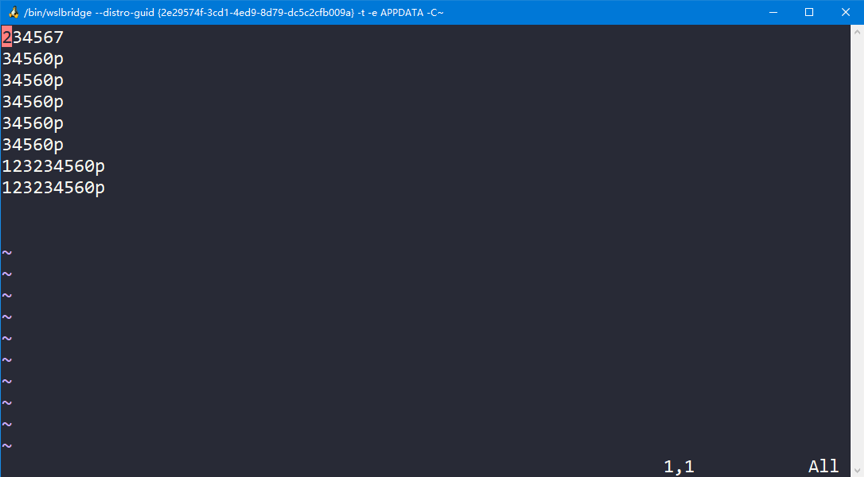 /bin/wslbridge --distro-guid {2e29574f-3cd1-4ed9-8d79-dc5c2cfb009a} -t -e APPDATA -C~
234567
34560p
34560p
34560p
34560p
34560p
123234560p
123234560p
~
~
~
~
~
~
~
~
~
~
1,1 All